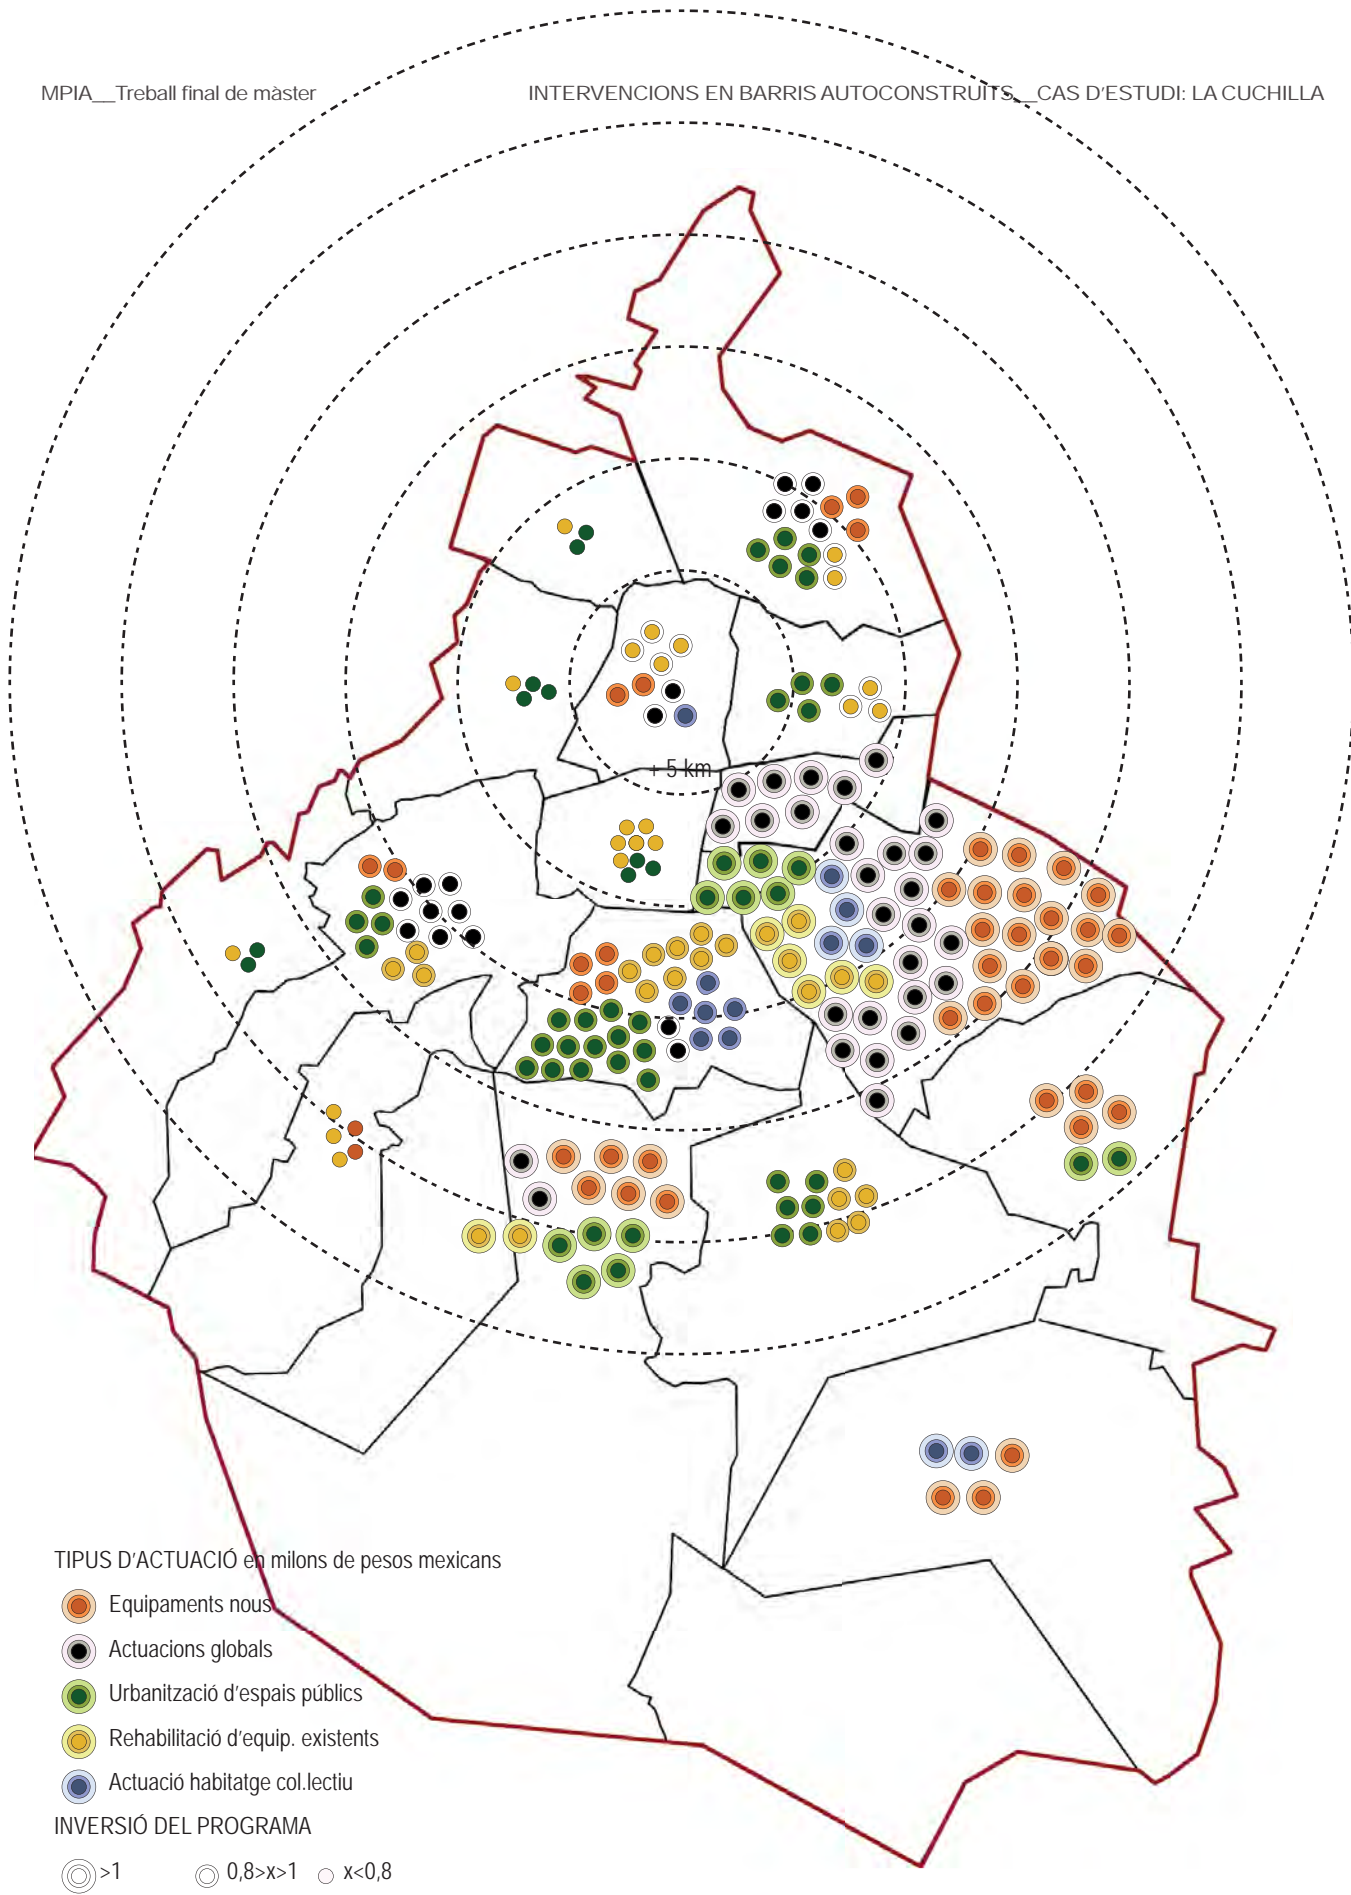 MPIA__Treball final de màster
INTERVENCIONS EN BARRIS AUTOCONSTRUÏTS__CAS D'ESTUDI: LA CUCHILLA
+ 5 km
TIPUS D'ACTUACIÓ en milons de pesos mexicans
Equipaments nous
Actuacions globals
Urbanització d'espais públics
Rehabilitació d'equip. existents
Actuació habitatge col.lectiu
INVERSIÓ DEL PROGRAMA
>1 0,8>x>1 x<0,8